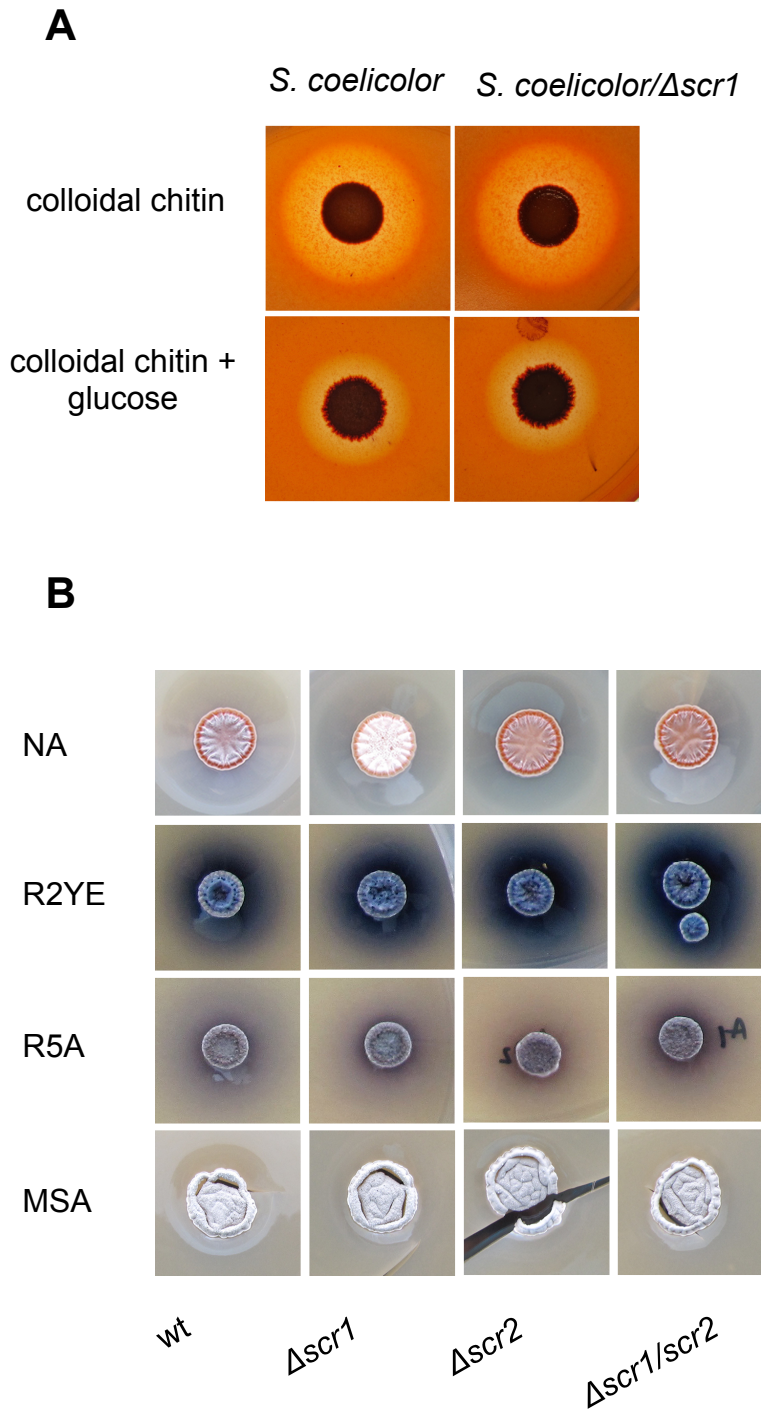 A
S. coelicolor
S. coelicolor/Δscr1
colloidal chitin
colloidal chitin +
glucose
B
NA
R2YE
R5A
MSA
wt
Δscr1
Δscr2
Δscr1/scr2